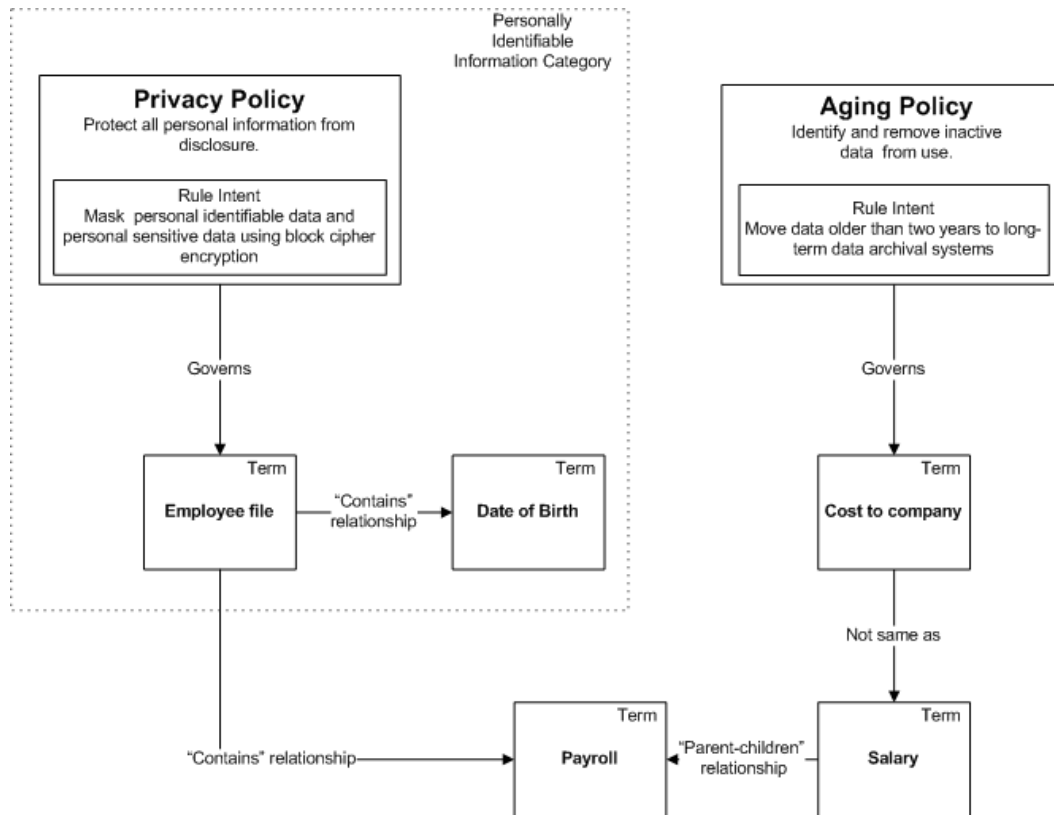 Personally
Identifiable
Information Category
Privacy Policy
Protect all personal information from
disclosure.
Rule Intent
Mask personal identifiable data and
personal sensitive data using block cipher
encryption
Aging Policy
Identify and remove inactive
data from use.
Rule Intent
Move data older than two years to long-
term data archival systems
Governs
Governs
Term
Employee file
“Contains”
relationship
Term
Date of Birth
Term
Cost to company
Not same as
“Contains” relationship
Term
Payroll
“Parent-children”
relationship
Term
Salary